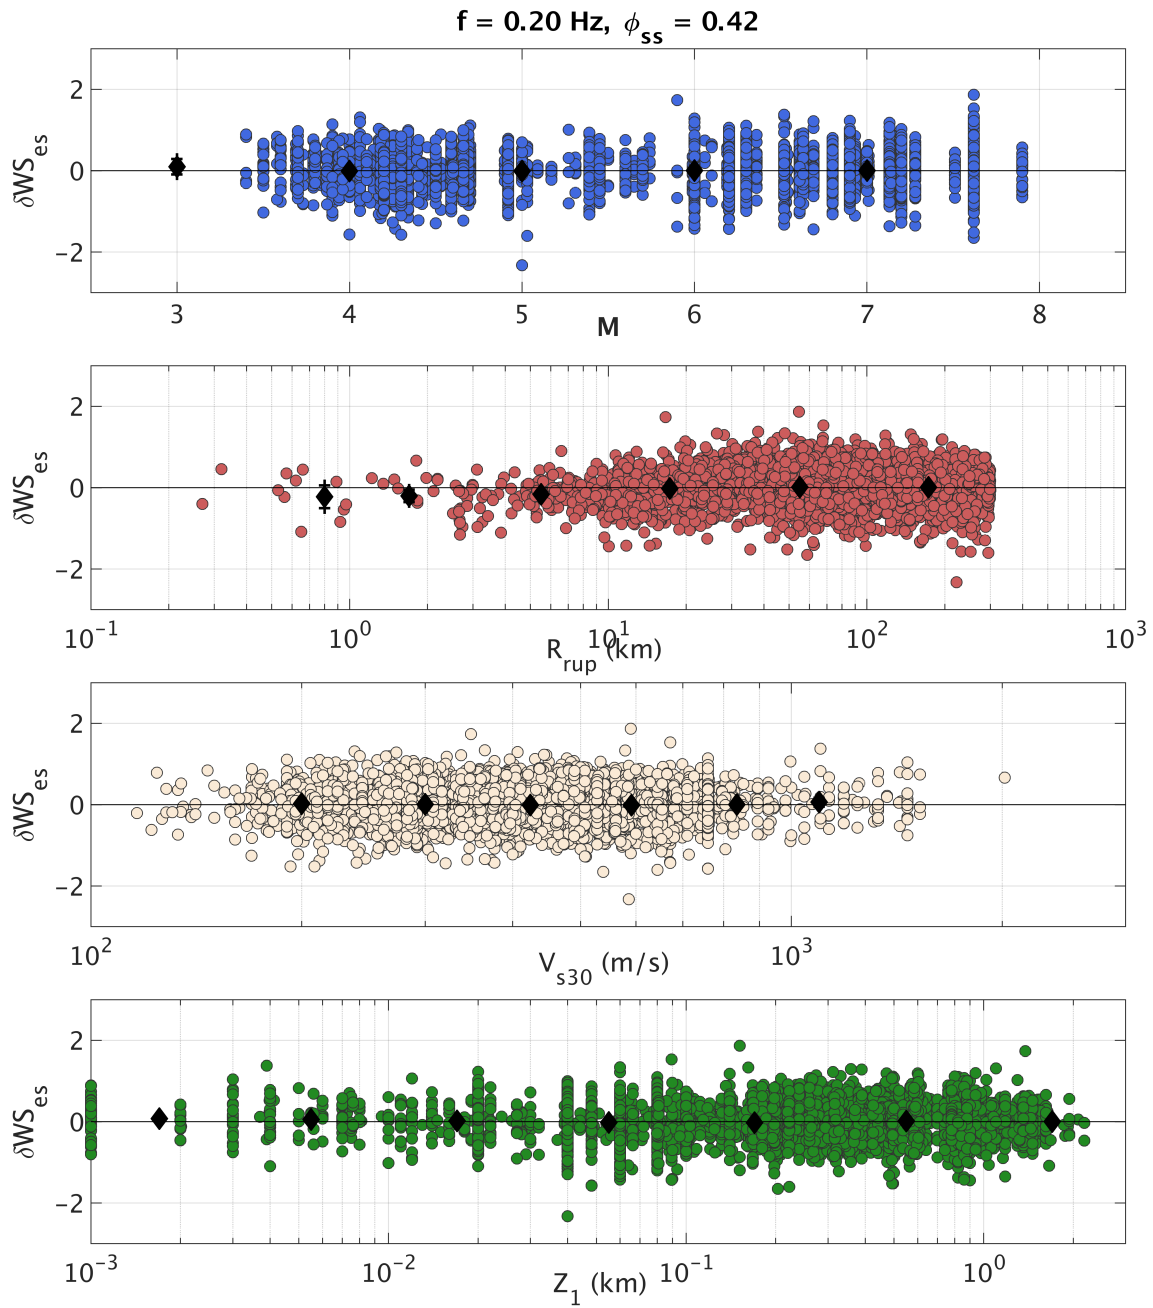 f = 0.20 Hz, ϕss = 0.42
δWSes
2
0
−2
3 4 5 6 7 8
M
δWSes
2
0
−2
10⁻¹ 10⁰ 10¹ 10² 10³
Rrup (km)
δWSes
2
0
−2
10² 10³
Vs30 (m/s)
δWSes
2
0
−2
10⁻³ 10⁻² 10⁻¹ 10⁰
Z1 (km)